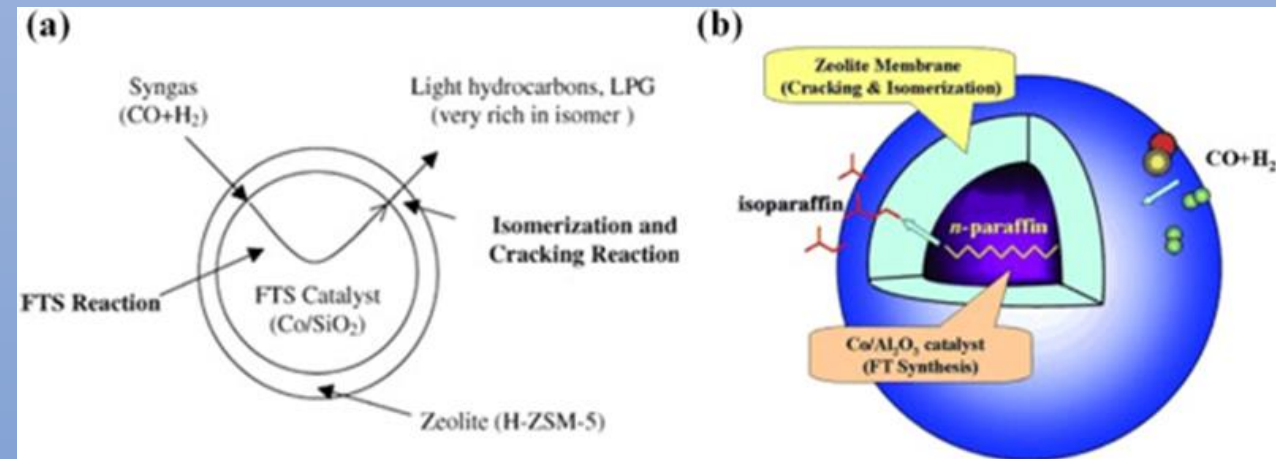 (a)
Syngas
(CO+H₂)
Light hydrocarbons, LPG
(very rich in isomer )
Isomerization and
Cracking Reaction
FTS Reaction
FTS Catalyst
(Co/SiO₂)
Zeolite (H-ZSM-5)
(b)
Zeolite Membrane
(Cracking & Isomerization)
CO+H₂
isoparaffin
n-paraffin
Co/Al₂O₃ catalyst
(FT Synthesis)